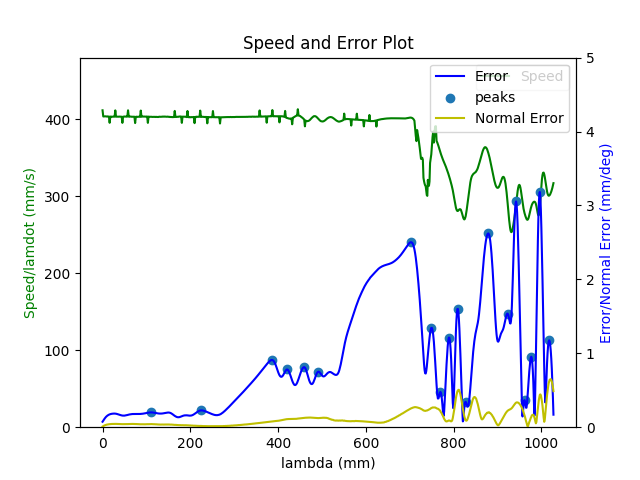 Speed and Error Plot
Speed/lamdot (mm/s)
400
300
200
100
0
Error
Speed
peaks
Normal Error
5
4
3
2
1
0
Error/Normal Error (mm/deg)
0
200
400
600
800
1000
lambda (mm)